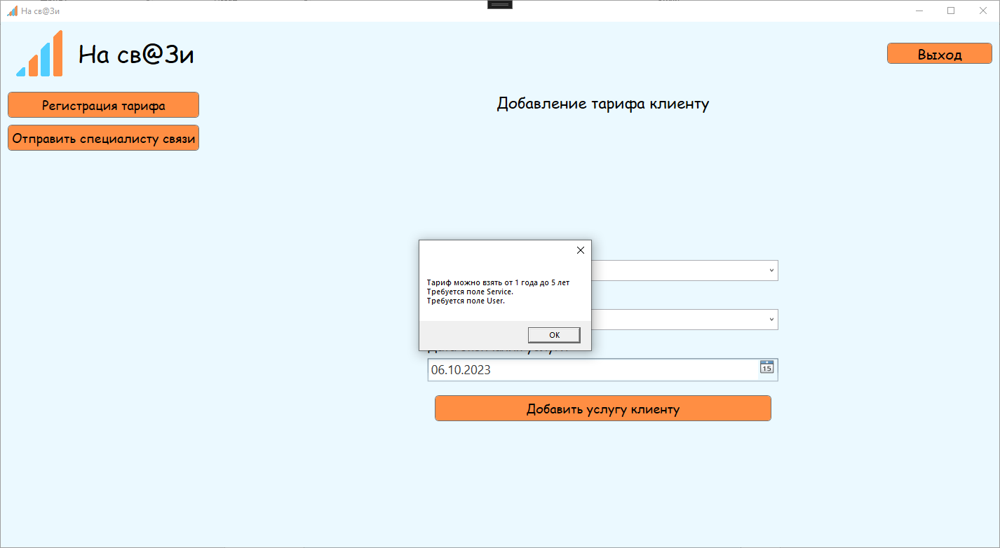 На св@Зи
На св@Зи
Выход
Регистрация тарифа
Добавление тарифа клиенту
Отправить специалисту связи
Тариф можно взять от 1 года до 5 лет
Требуется поле Service.
Требуется поле User.
OK
06.10.2023
15
Добавить услугу клиенту